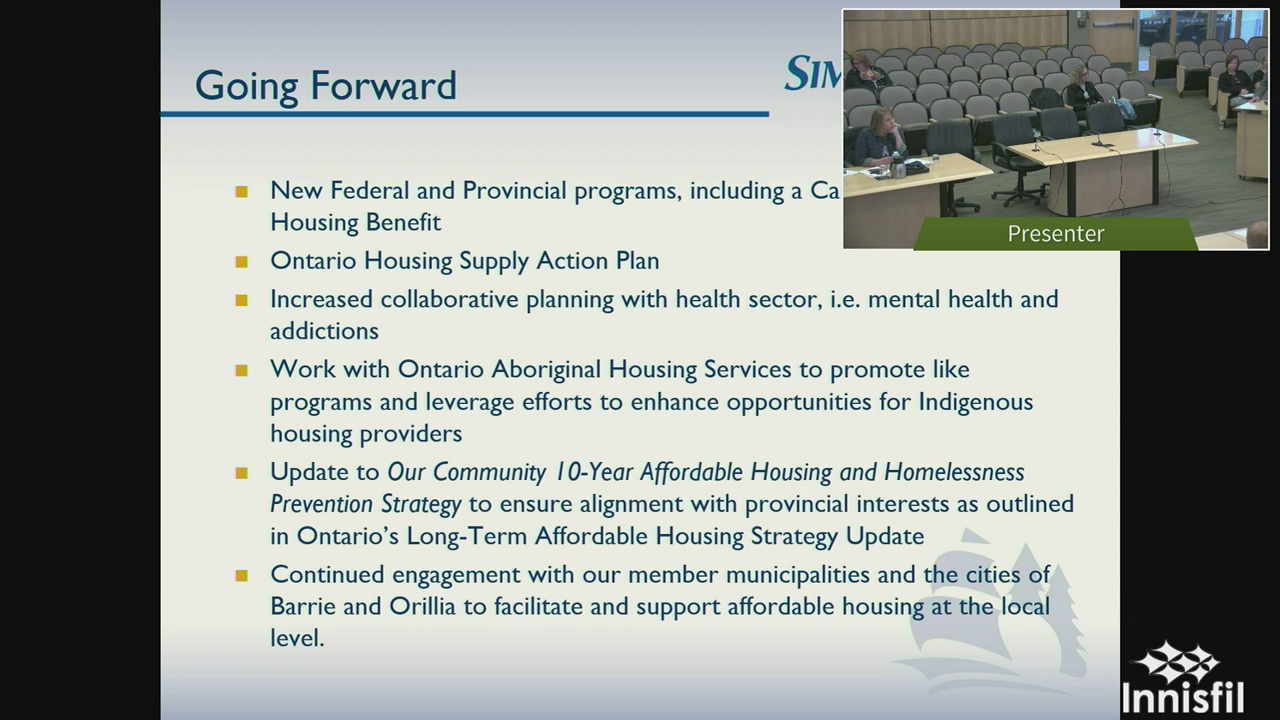 Going Forward
New Federal and Provincial programs, including a
Housing Benefit
Ontario Housing Supply Action Plan
Increased collaborative planning with health sector, i.e. mental health and
addictions
Work with Ontario Aboriginal Housing Services to promote like
programs and leverage efforts to enhance opportunities for Indigenous
housing providers
Update to Our Community 10-Year Affordable Housing and Homelessness
Prevention Strategy to ensure alignment with provincial interests as outlined
in Ontario's Long-Term Affordable Housing Strategy Update
Continued engagement with our member municipalities and the cities of
Barrie and Orillia to facilitate and support affordable housing at the local
level.
Presenter
Innisfil